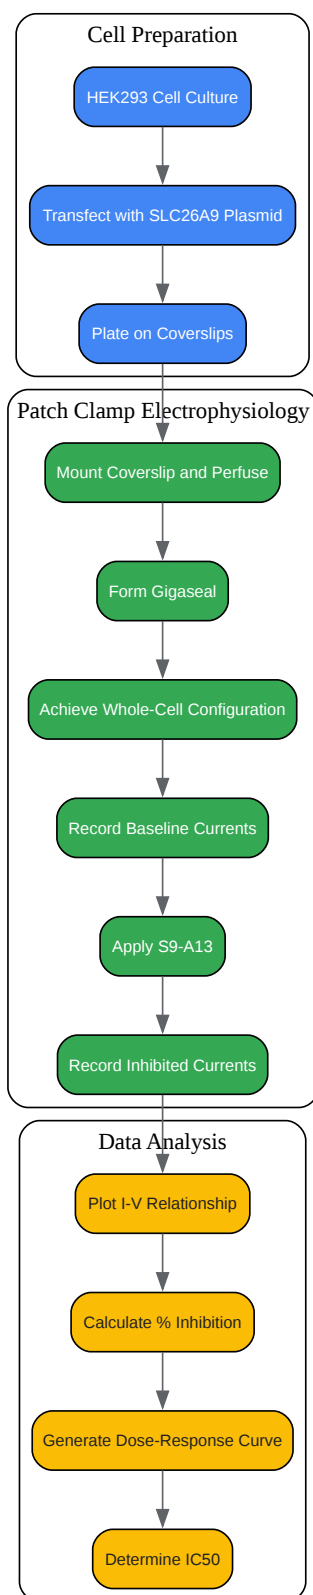 Cell Preparation
HEK293 Cell Culture
Transfect with SLC26A9 Plasmid
Plate on Coverslips
Patch Clamp Electrophysiology
Mount Coverslip and Perfuse
Form Gigaseal
Achieve Whole-Cell Configuration
Record Baseline Currents
Apply S9-A13
Record Inhibited Currents
Data Analysis
Plot I-V Relationship
Calculate % Inhibition
Generate Dose-Response Curve
Determine IC50